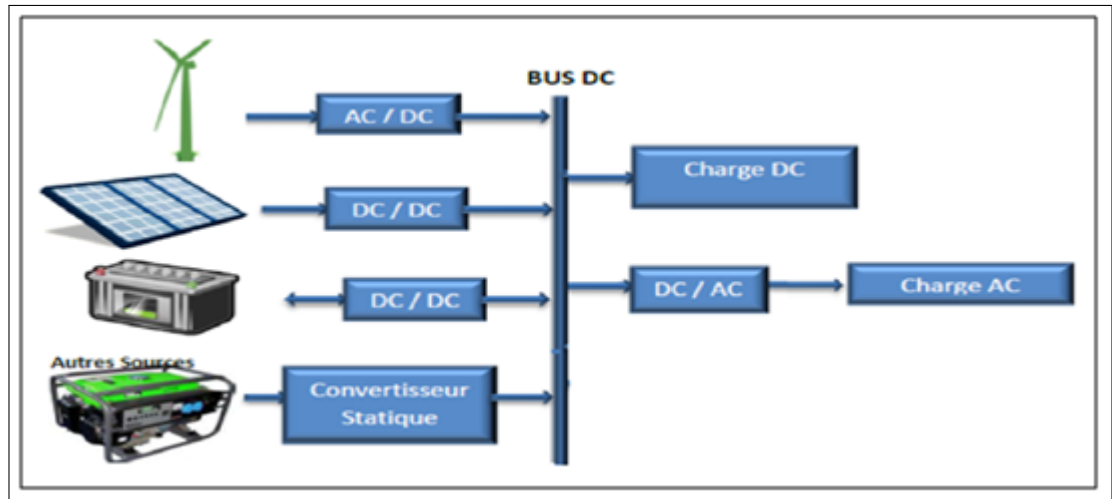 BUS DC
AC / DC
Charge DC
DC / DC
DC / DC
DC / AC
Charge AC
Autres Sources
Convertisseur
Statique